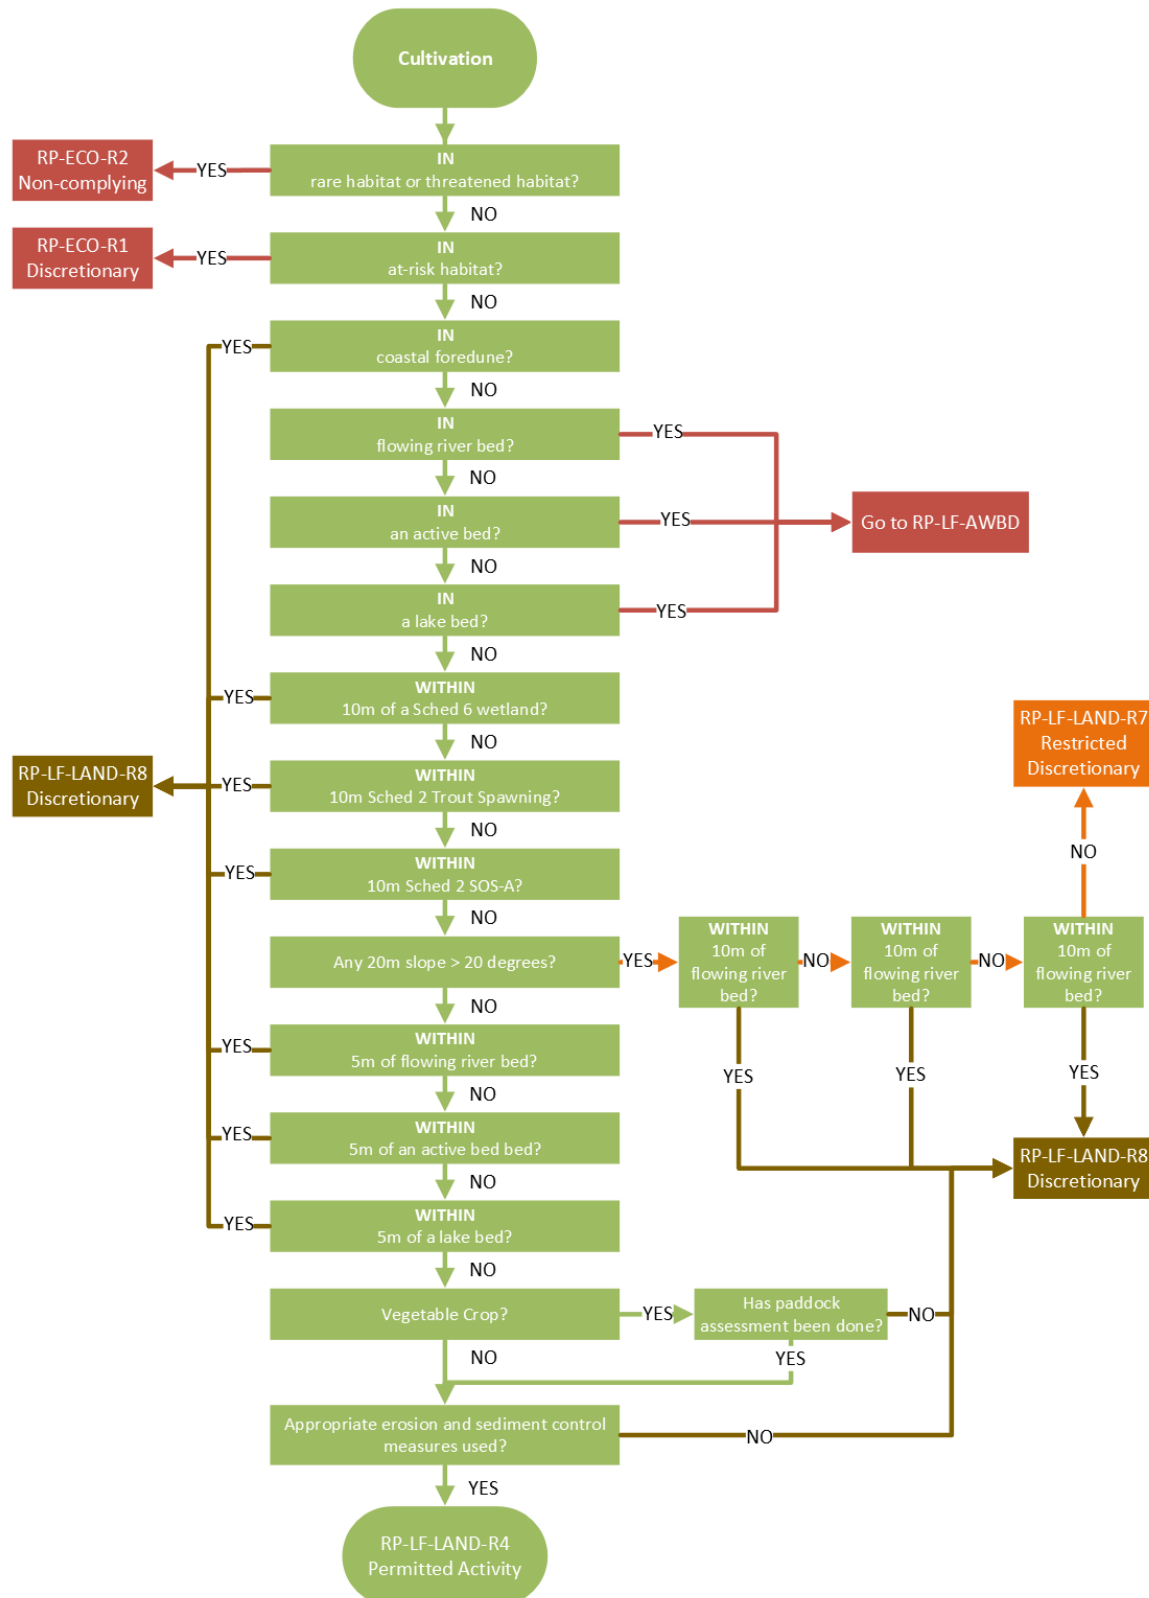 Cultivation
RP-ECO-R2
Non-complying
YES
IN
rare habitat or threatened habitat?
NO
RP-ECO-R1
Discretionary
YES
IN
at-risk habitat?
NO
YES
IN
coastal foredune?
NO
IN
flowing river bed?
YES
NO
IN
an active bed?
YES
Go to RP-LF-AWBD
NO
IN
a lake bed?
YES
NO
YES
WITHIN
10m of a Sched 6 wetland?
NO
RP-LF-LAND-R8
Discretionary
YES
WITHIN
10m Sched 2 Trout Spawning?
NO
YES
WITHIN
10m Sched 2 SOS-A?
NO
Any 20m slope > 20 degrees?
YES
WITHIN
10m of
flowing river
bed?
NO
WITHIN
10m of
flowing river
bed?
NO
WITHIN
10m of
flowing river
bed?
NO
RP-LF-LAND-R7
Restricted
Discretionary
YES
YES
YES
RP-LF-LAND-R8
Discretionary
NO
YES
WITHIN
5m of flowing river bed?
NO
YES
WITHIN
5m of an active bed bed?
NO
YES
WITHIN
5m of a lake bed?
NO
Vegetable Crop?
YES
Has paddock
assessment been done?
NO
NO
YES
Appropriate erosion and sediment control
measures used?
NO
YES
RP-LF-LAND-R4
Permitted Activity